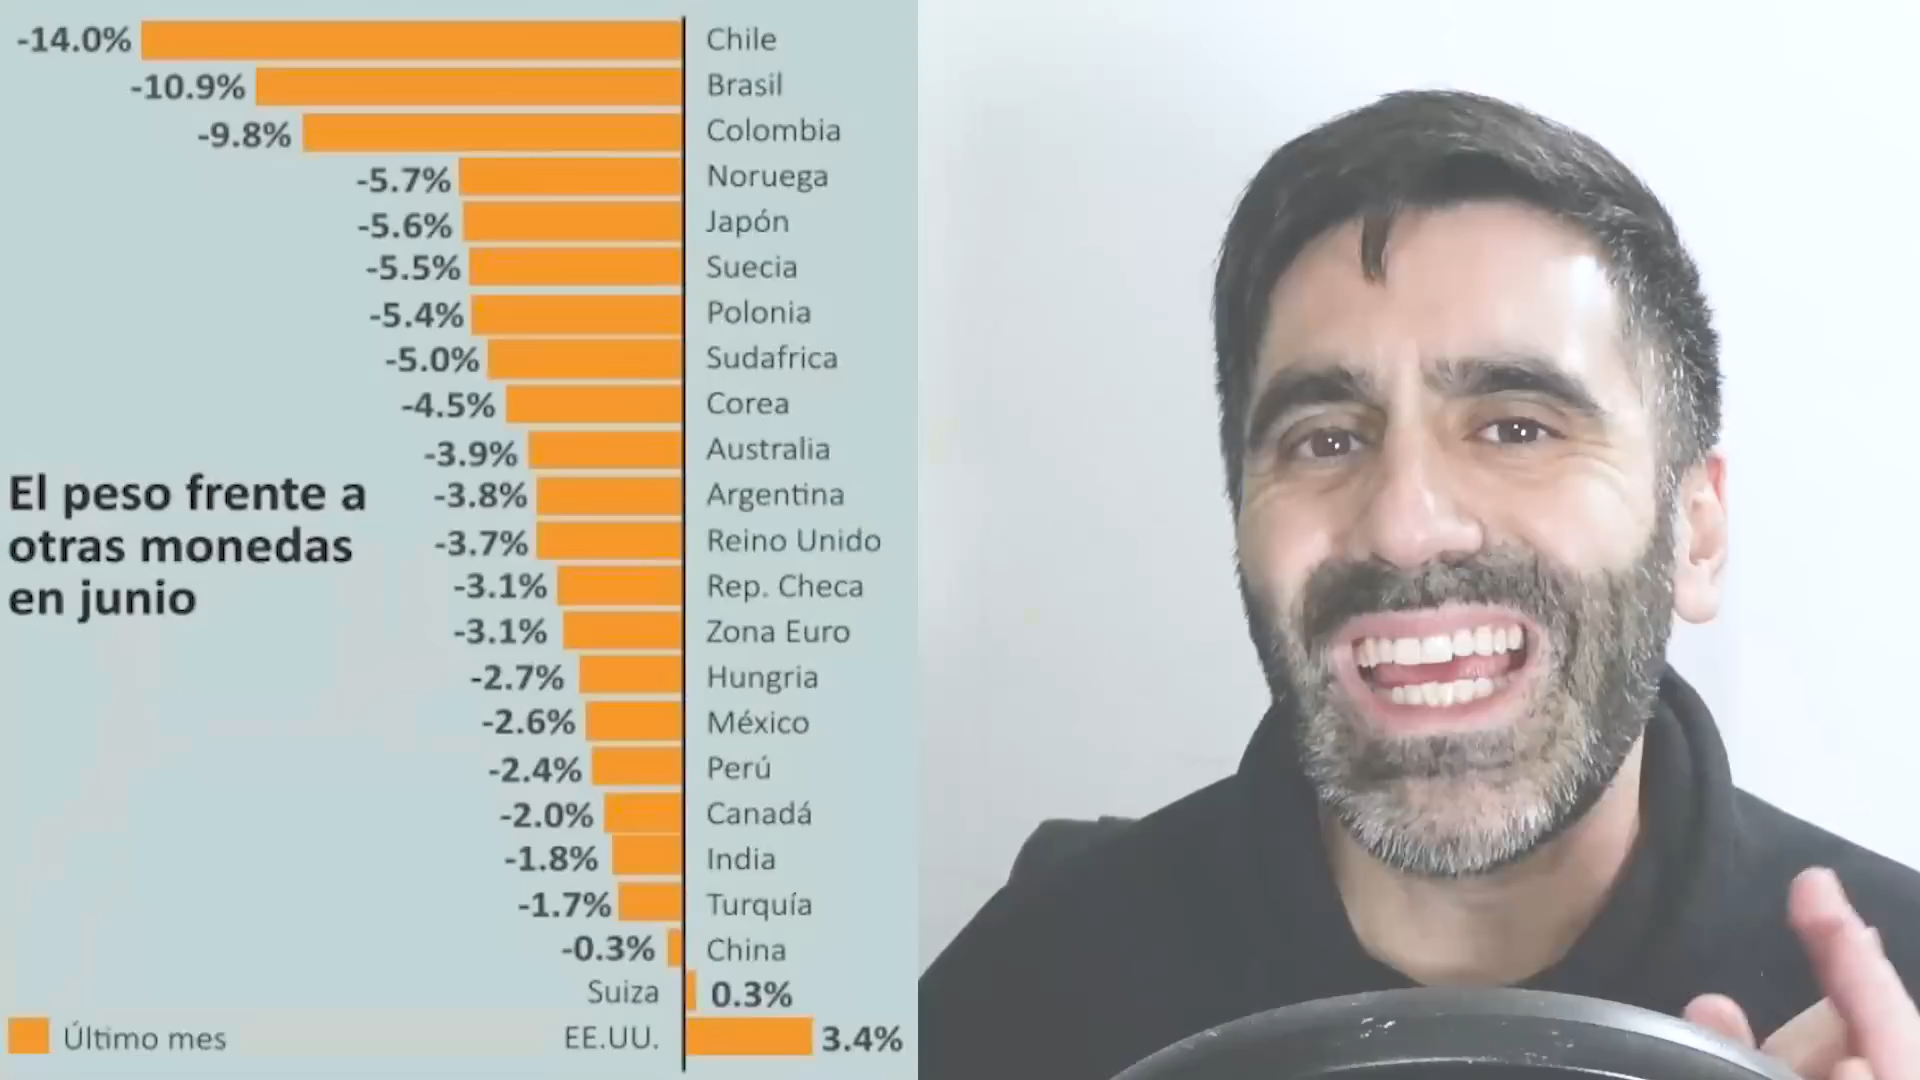 -14.0% Chile
-10.9% Brasil
-9.8% Colombia
-5.7% Noruega
-5.6% Japón
-5.5% Suecia
-5.4% Polonia
-5.0% Sudafrica
-4.5% Corea
-3.9% Australia
El peso frente a
otras monedas
en junio
-3.8% Argentina
-3.7% Reino Unido
-3.1% Rep. Checa
-3.1% Zona Euro
-2.7% Hungria
-2.6% México
-2.4% Perú
-2.0% Canadá
-1.8% India
-1.7% Turquía
-0.3% China
Suiza 0.3%
EE.UU. 3.4%
Último mes